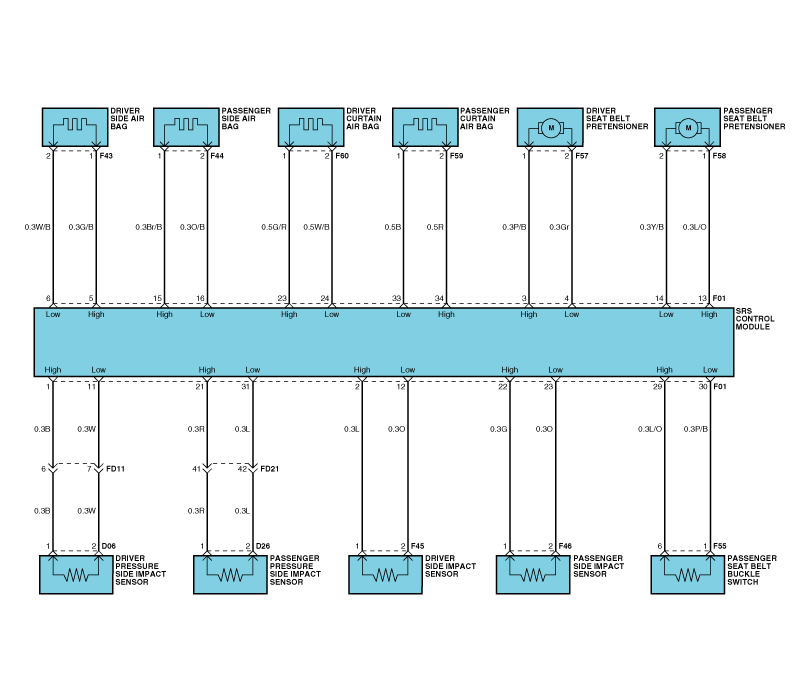 DRIVER
SIDE AIR
BAG
PASSENGER
SIDE AIR
BAG
DRIVER
CURTAIN
AIR BAG
PASSENGER
CURTAIN
AIR BAG
DRIVER
SEAT BELT
PRETENSIONER
PASSENGER
SEAT BELT
PRETENSIONER
M M
2 1 F43 1 2 F44 1 2 F60 1 2 F59 1 2 F57 2 1 F58
0.3W/B 0.3G/B 0.3Br/B 0.3O/B 0.5G/R 0.5W/B 0.5B 0.5R 0.3P/B 0.3Gr 0.3Y/B 0.3L/O
6 5 15 16 23 24 33 34 3 4 14 13 F01
Low High High Low High Low Low High High Low Low High
SRS
CONTROL
MODULE
High Low High Low High Low High Low High Low
1 11 21 31 2 12 22 23 29 30 F01
0.3B 0.3W 0.3R 0.3L 0.3L 0.3O 0.3G 0.3O 0.3L/O 0.3P/B
6 7 FD11 41 42 FD21
0.3B 0.3W 0.3R 0.3L
1 2 D06 1 2 D26 1 2 F45 1 2 F46 6 1 F55
DRIVER
PRESSURE
SIDE IMPACT
SENSOR
PASSENGER
PRESSURE
SIDE IMPACT
SENSOR
DRIVER
SIDE IMPACT
SENSOR
PASSENGER
SIDE IMPACT
SENSOR
PASSENGER
SEAT BELT
BUCKLE
SWITCH